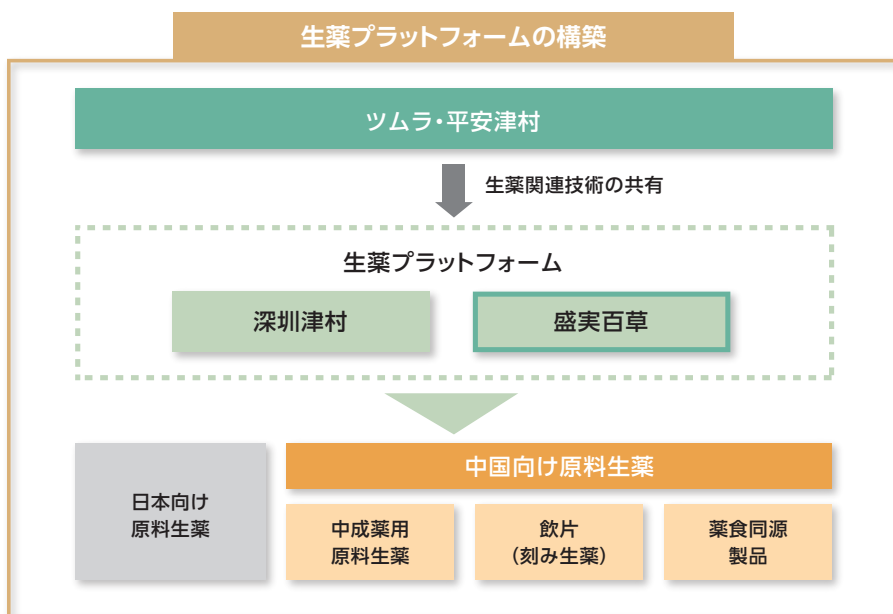 生薬プラットフォームの構築
ツムラ・平安津村
生薬関連技術の共有
生薬プラットフォーム
深圳津村
盛実百草
日本向け
原料生薬
中国向け原料生薬
中成薬用
原料生薬
飲片
(刻み生薬)
薬食同源
製品